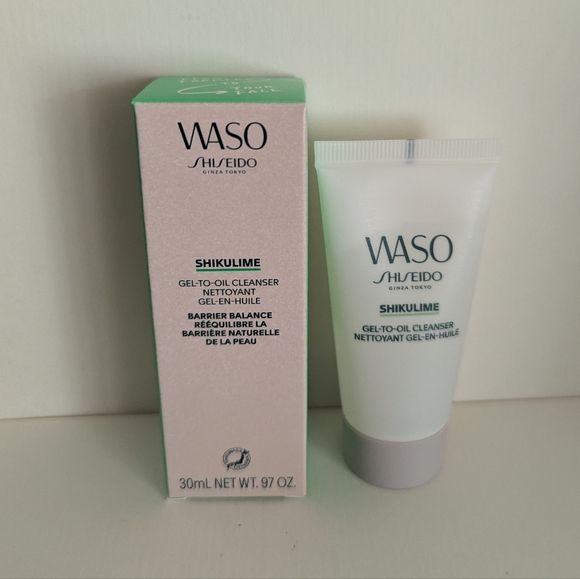 YOUR
FACE
WASO
SHISEIDO
GINZA TOKYO
SHIKULIME
GEL-TO-OIL CLEANSER
NETTOYANT
GEL-EN-HUILE
BARRIER BALANCE
RÉÉQUILIBRE LA
BARRIÈRE NATURELLE
DE LA PEAU
30mL NET WT. 97 OZ.
WASO
SHISEIDO
GINZA TOKYO
SHIKULIME
GEL-TO-OIL CLEANSER
NETTOYANT GEL-EN-HUILE